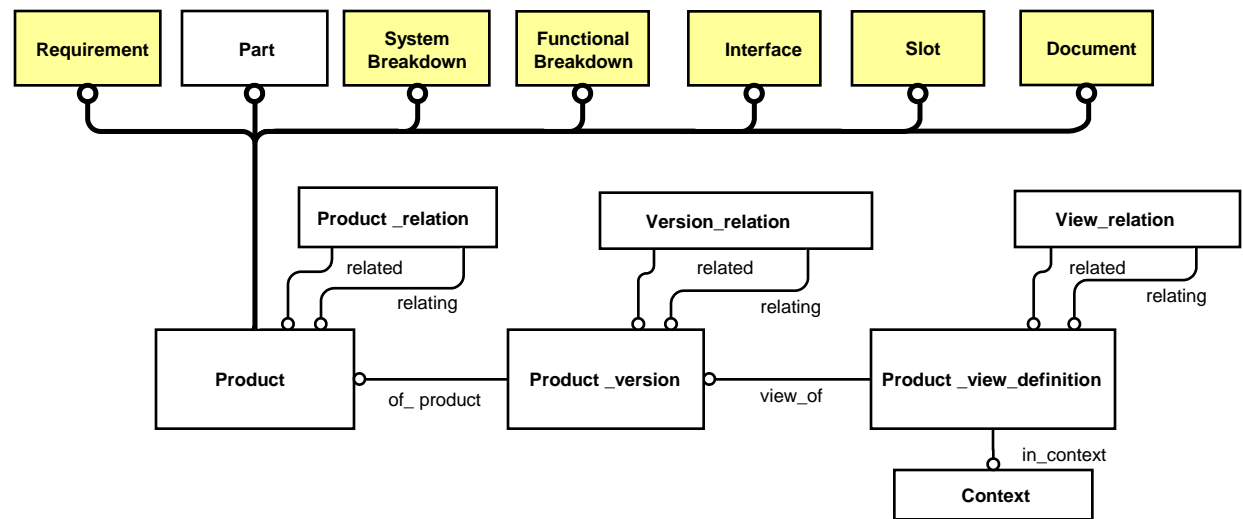 Requirement
Part
System
Breakdown
Functional
Breakdown
Interface
Slot
Document
Product _relation
Version_relation
View_relation
related
relating
related
relating
related
relating
Product
of_ product
Product _version
view_of
Product _view_definition
in_context
Context